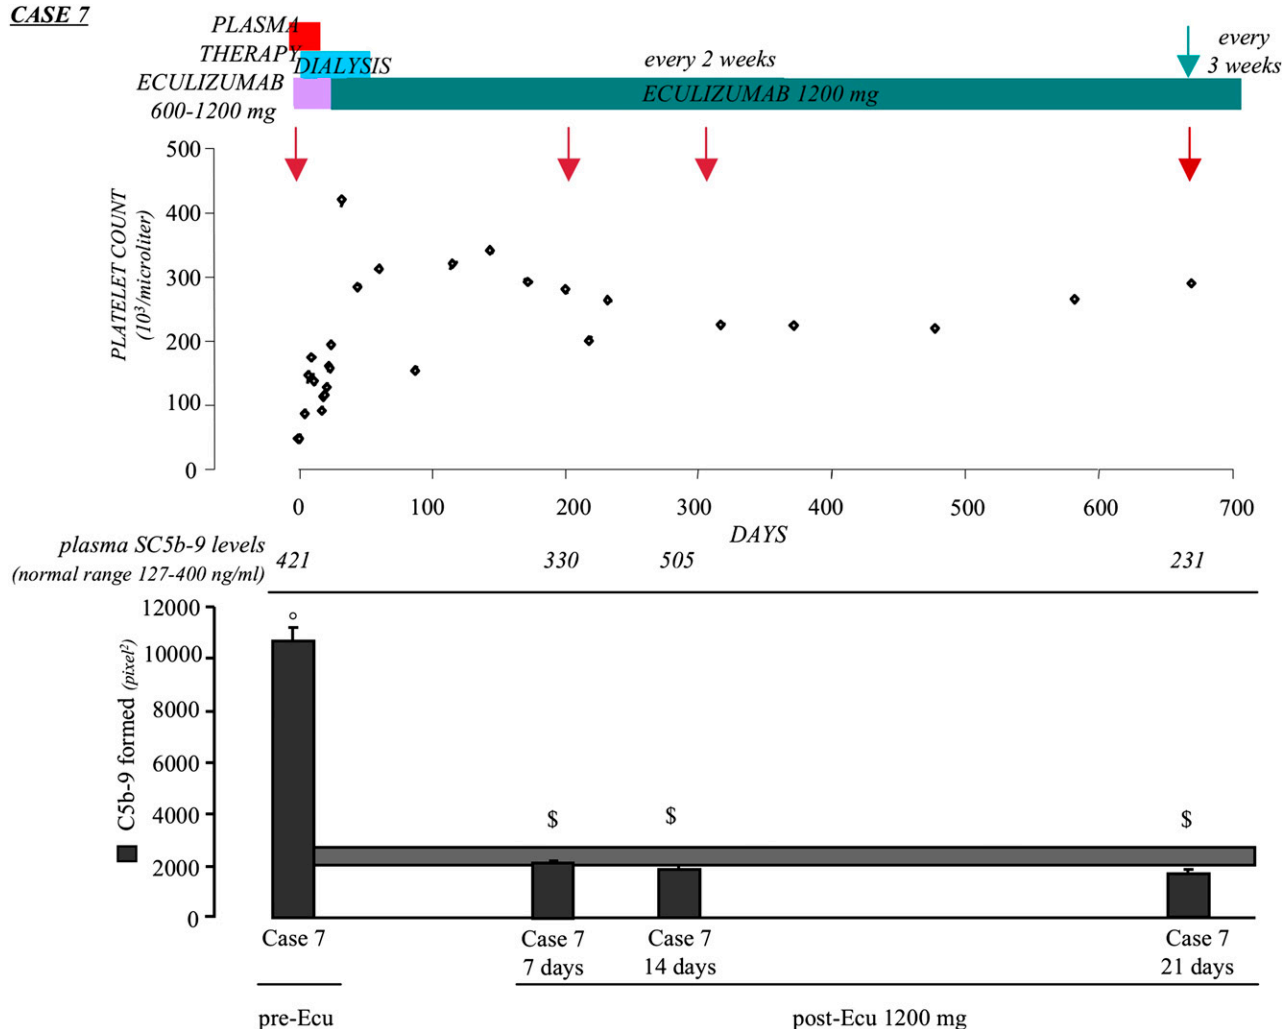 CASE 7
PLASMA
THERAPY
DIALYSIS
ECULIZUMAB
600-1200 mg
every 2 weeks
ECULIZUMAB 1200 mg
every
3 weeks
PLATELET COUNT
(10³/microliter)
500
400
300
200
100
0
0 100 200 300 400 500 600 700
DAYS
plasma SC5b-9 levels
(normal range 127-400 ng/ml)
421 330 505 231
C5b-9 formed (pixel²)
12000
10000
8000
6000
4000
2000
0
°
$ $ $
Case 7
Case 7
7 days
Case 7
14 days
Case 7
21 days
pre-Ecu
post-Ecu 1200 mg